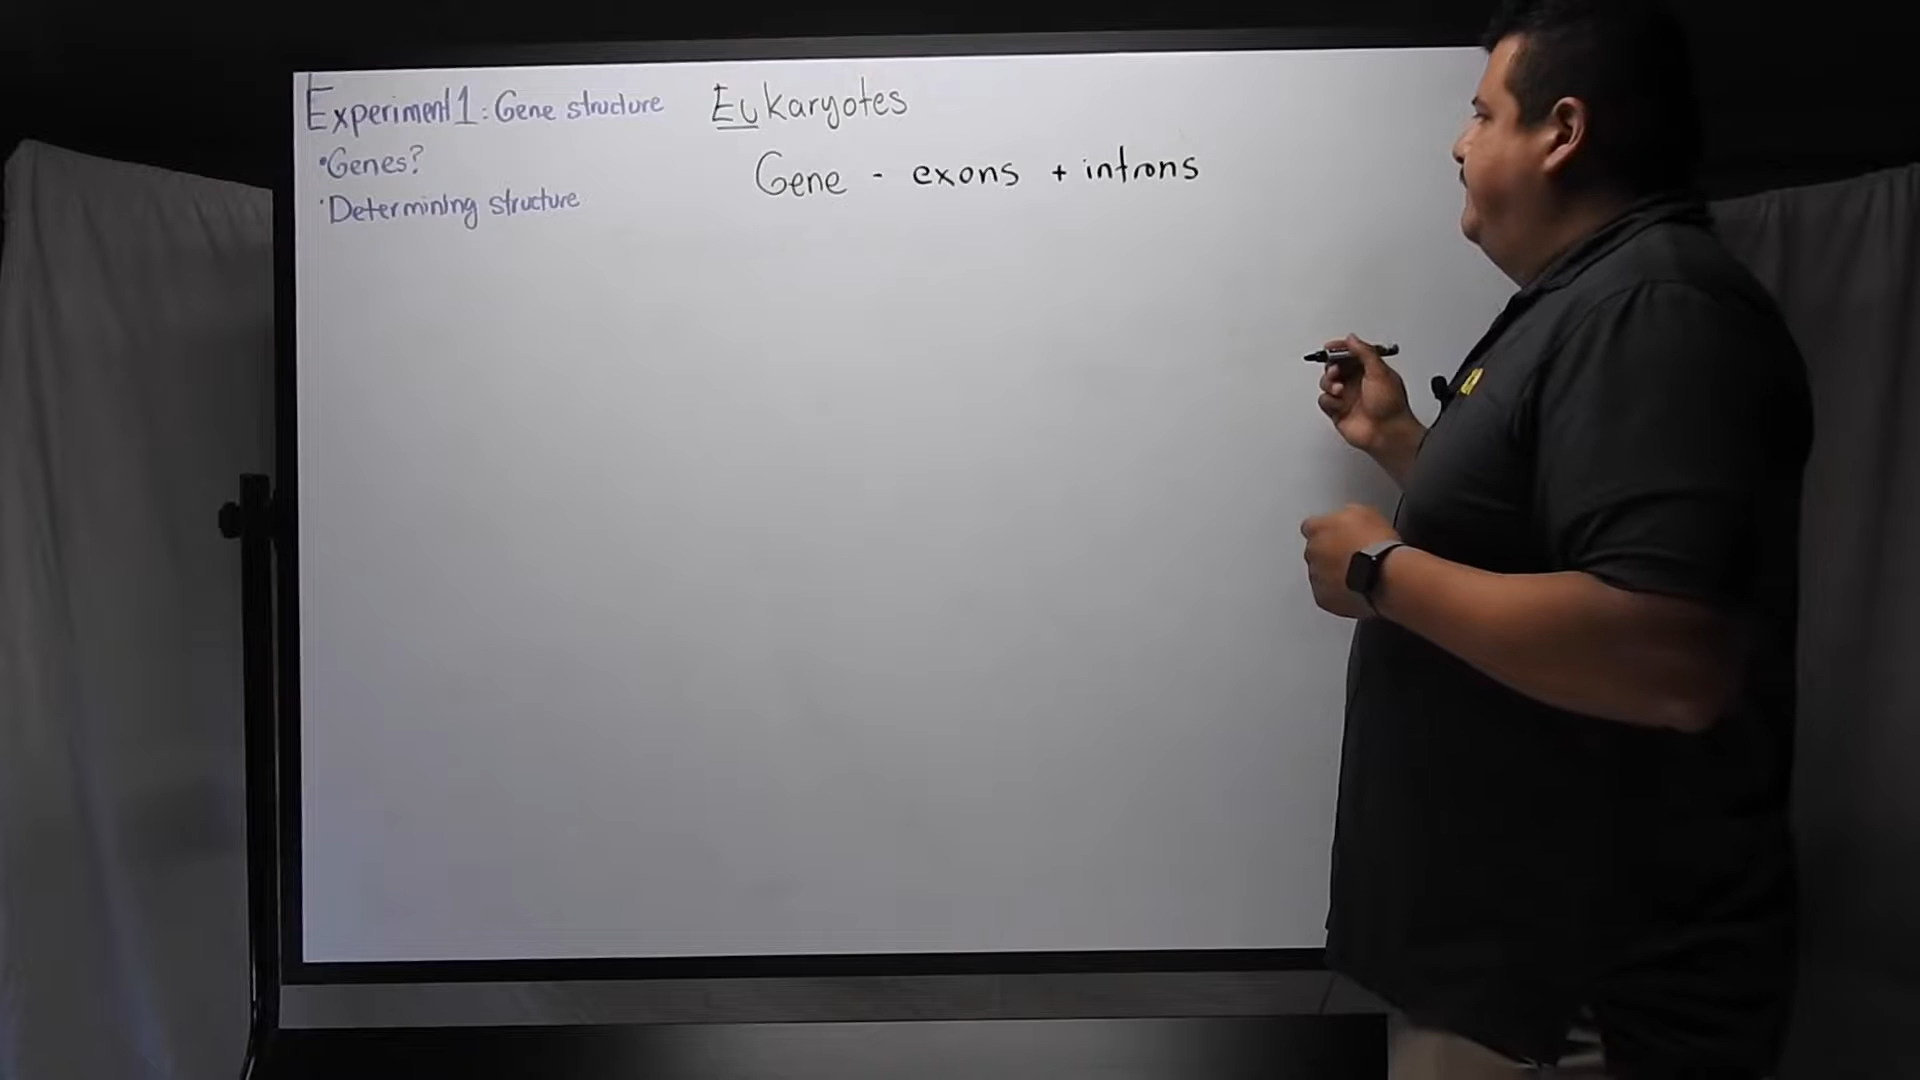 Experiment 1: Gene structure
•Genes?
•Determining structure
Eukaryotes
Gene - exons + introns